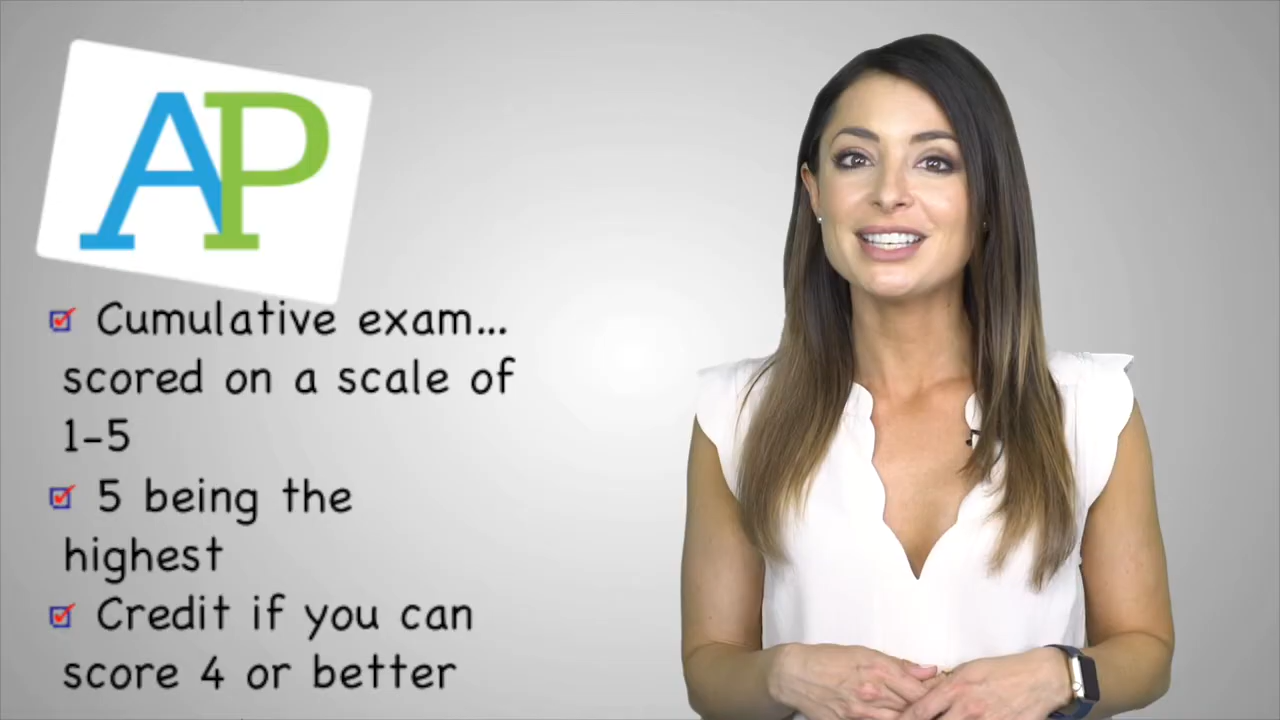 AP
Cumulative exam...
scored on a scale of
1-5
5 being the
highest
Credit if you can
score 4 or better